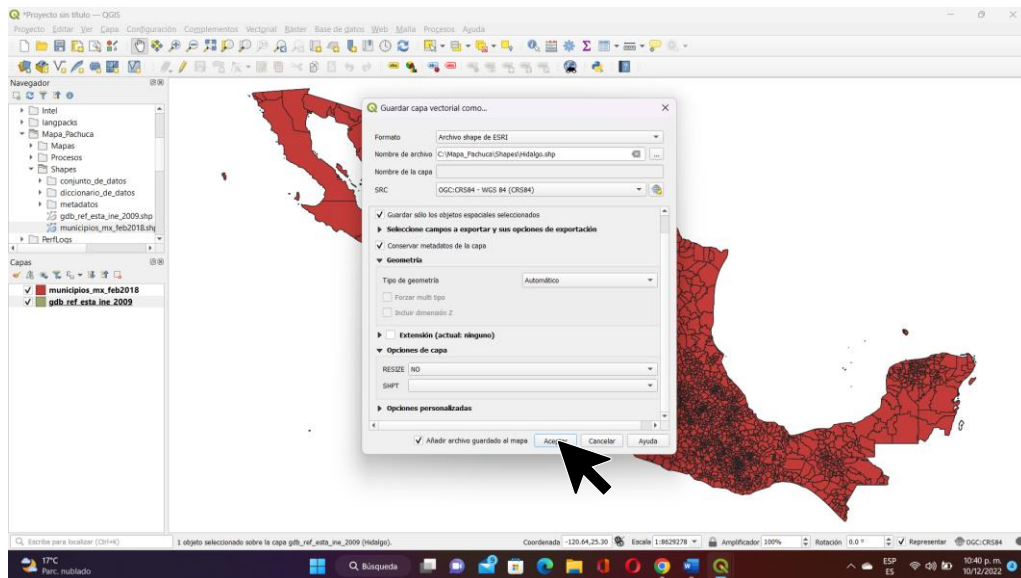 *Proyecto sin título — QGIS
Proyecto Editar Ver Capa Configuración Complementos Vectorial Ráster Base de datos Web Malla Procesos Ayuda
Navegador
Intel
langpacks
Mapa_Pachuca
Mapas
Procesos
Shapes
conjunto_de_datos
diccionario_de_datos
metadatos
gdb_ref_esta_ine_2009.shp
municipios_mx_feb2018.shp
PerfLogs
Capas
municipios_mx_feb2018
gdb_ref_esta_ine_2009
Guardar capa vectorial como...
Formato Archivo shape de ESRI
Nombre de archivo C:\Mapa_Pachuca\Shapes\Hidalgo.shp
Nombre de la capa
SRC OGC:CRS84 - WGS 84 (CRS84)
Guardar sólo los objetos espaciales seleccionados
Seleccione campos a exportar y sus opciones de exportación
Conservar metadatos de la capa
Geometría
Tipo de geometría Automático
Forzar multi tipo
Incluir dimensión Z
Extensión (actual: ninguno)
Opciones de capa
RESIZE NO
SHPT
Opciones personalizadas
Añadir archivo guardado al mapa Aceptar Cancelar Ayuda
Escriba para localizar (Ctrl+K) 1 objeto seleccionado sobre la capa gdb_ref_esta_ine_2009 (Hidalgo). Coordenada -120.64,25.30 Escala 1:8629278 Amplificador 100% Rotación 0.0 ° Representar OGC:CRS84
17°C
Parc. nublado
Búsqueda
ESP
ES
10:40 p. m.
10/12/2022